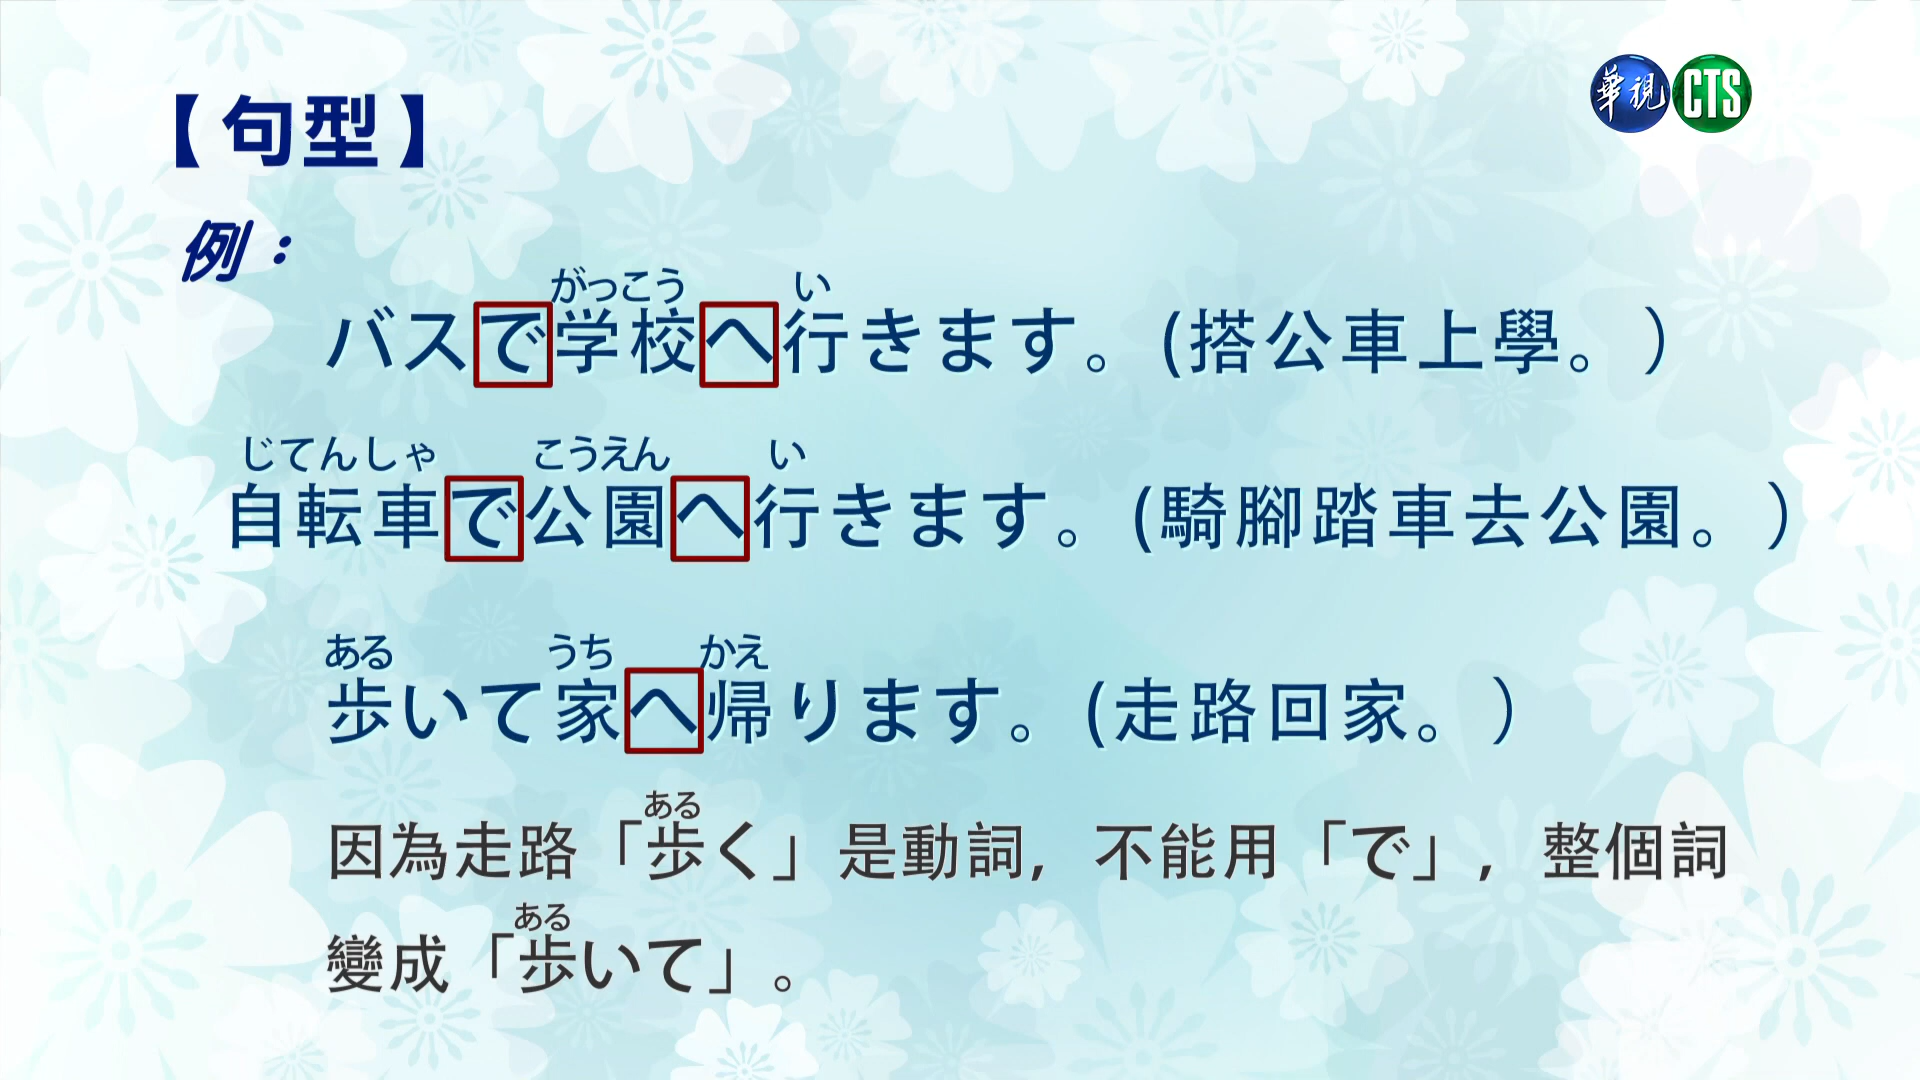 華視 CTS
【句型】
例：
がっこう い
バスで学校へ行きます。(搭公車上學。)
じてんしゃ こうえん い
自転車で公園へ行きます。(騎腳踏車去公園。)
ある うち かえ
歩いて家へ帰ります。(走路回家。)
ある
因為走路「歩く」是動詞，不能用「で」，整個詞
ある
變成「歩いて」。